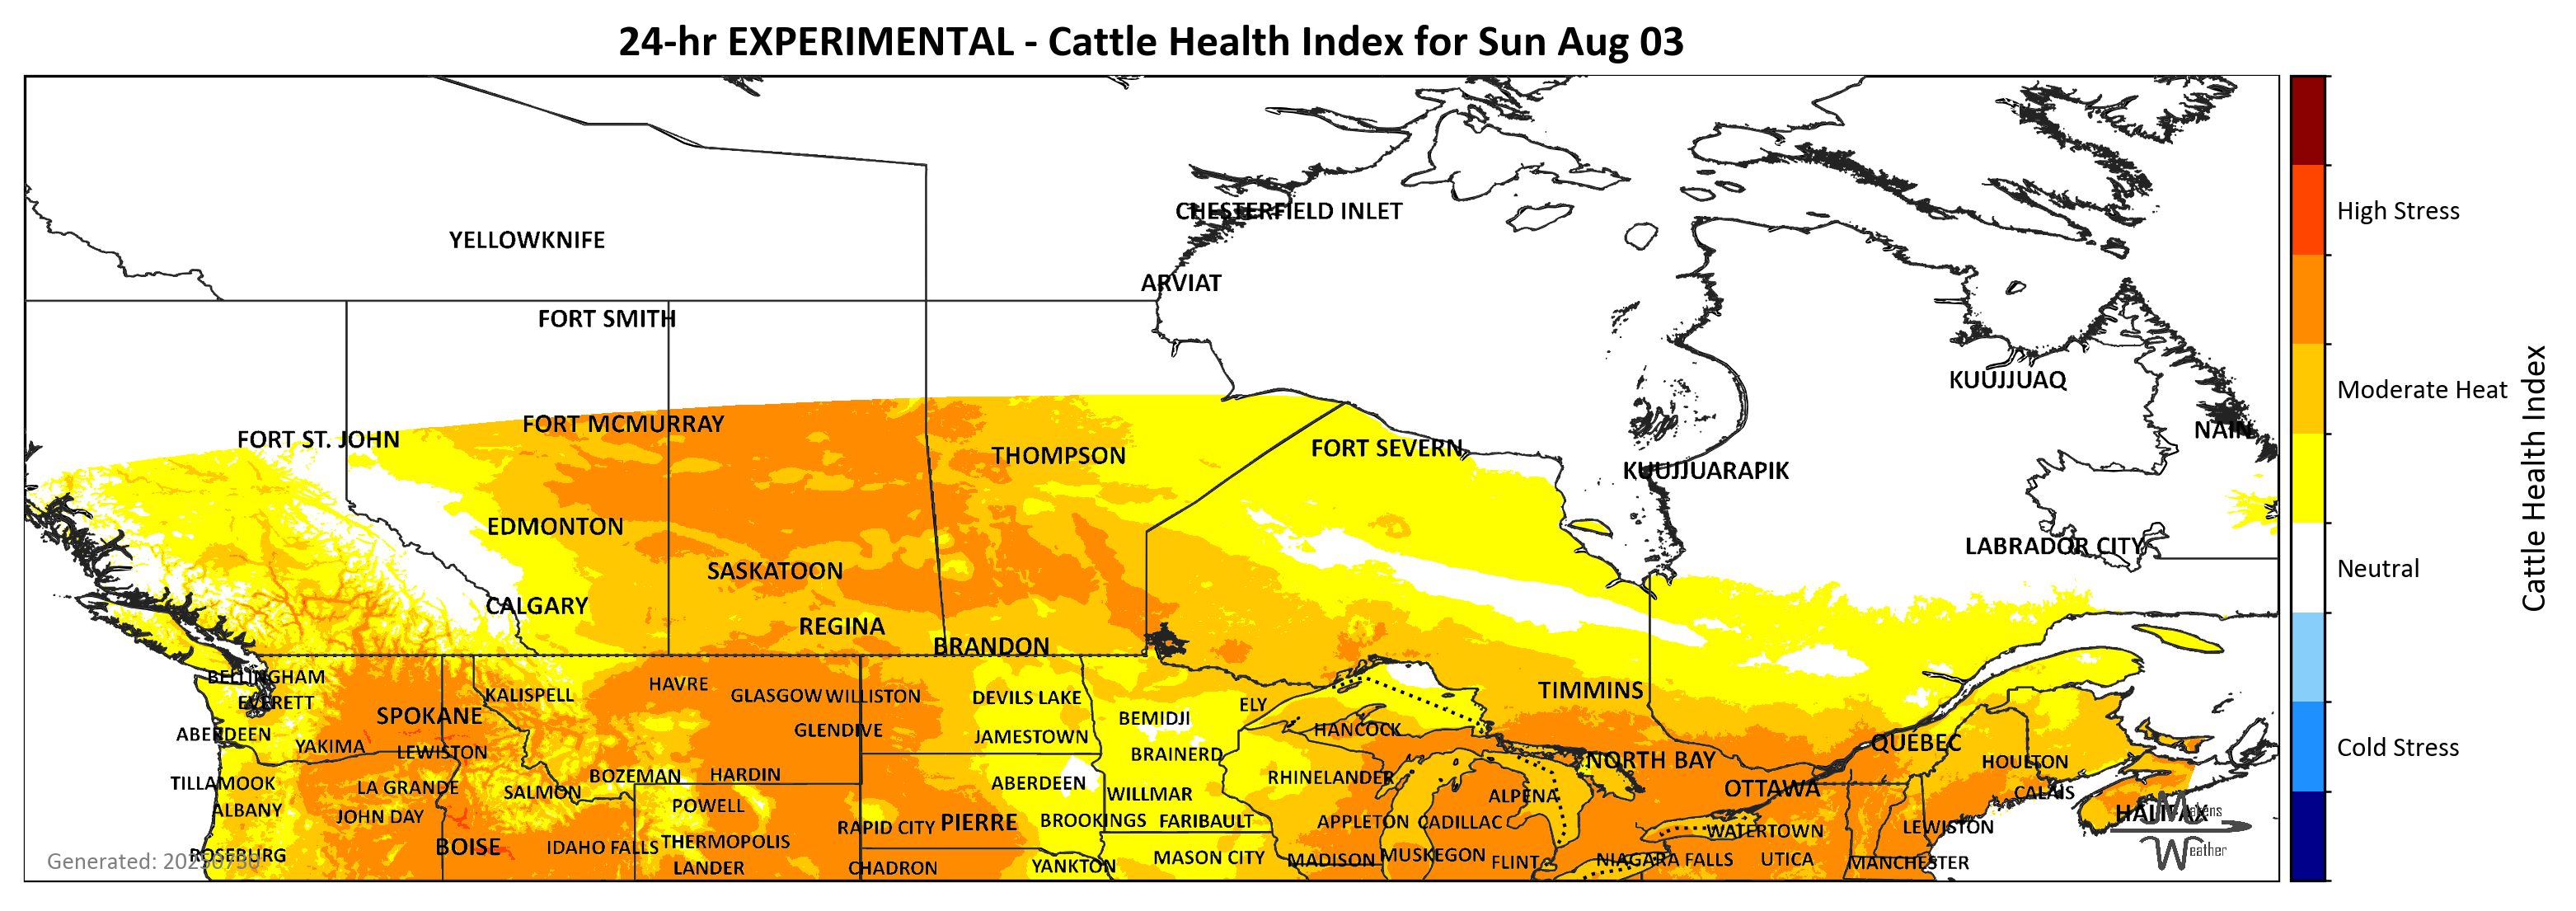 24-hr EXPERIMENTAL - Cattle Health Index for Sun Aug 03
CHESTERFIELD INLET
High Stress
YELLOWKNIFE
ARVIAT
FORT SMITH
KUUJJUAQ
Moderate Heat
FORT MCMURRAY
NAIN
FORT ST. JOHN
FORT SEVERN
THOMPSON
KUUJJUARAPIK
Cattle Health Index
EDMONTON
LABRADOR CITY
SASKATOON
Neutral
CALGARY
REGINA
BRANDON
BELLINGHAM
HAVRE
KALISPELL
GLASGOW
WILLISTON
DEVILS LAKE
TIMMINS
EVERETT
ELY
SPOKANE
BEMIDJI
GLENDIVE
HANCOCK
ABERDEEN
JAMESTOWN
QUEBEC
YAKIMA
LEWISTON
BRAINERD
Cold Stress
NORTH BAY
HOULTON
BOZEMAN
HARDIN
RHINELANDER
TILLAMOOK
LA GRANDE
ABERDEEN
OTTAWA
SALMON
WILLMAR
ALPENA
CALAIS
POWELL
ALBANY
JOHN DAY
Makens
HALIFAX
BROOKINGS
FARIBAULT
APPLETON
CADILLAC
RAPID CITY
PIERRE
LEWISTON
WATERTOWN
THERMOPOLIS
BOISE
IDAHO FALLS
Weather
ROSEBURG
MASON CITY
MUSKEGON
MADISON
NIAGARA FALLS
UTICA
Generated: 20250730
FLINT
MANCHESTER
YANKTON
LANDER
CHADRON